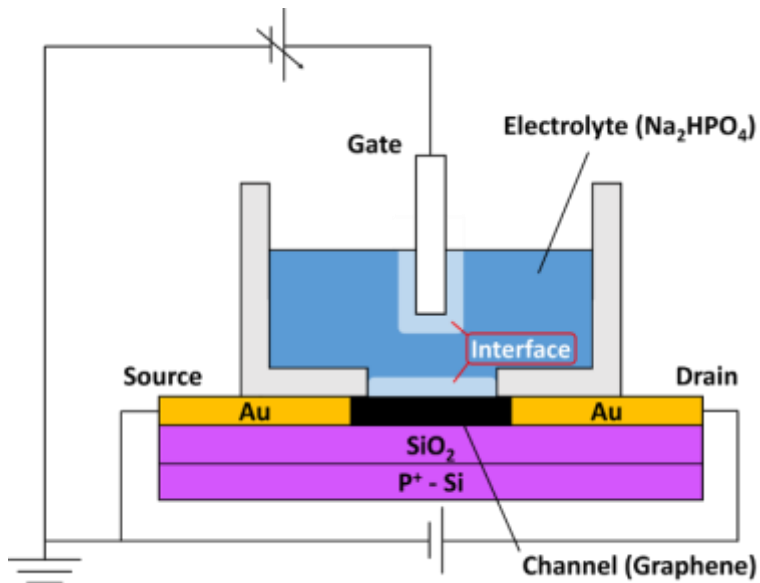 Electrolyte (Na₂HPO₄)
Gate
Interface
Source
Drain
Au
Au
SiO₂
P⁺ - Si
Channel (Graphene)